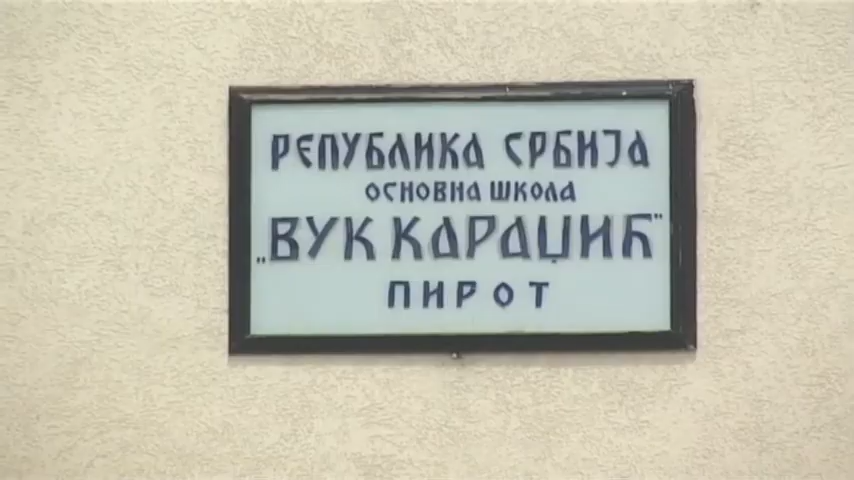 РЕПУБЛИКА СРБИЈА
ОСНОВНА ШКОЛА
„ВУК КАРАЏИЋ”
ПИРОТ